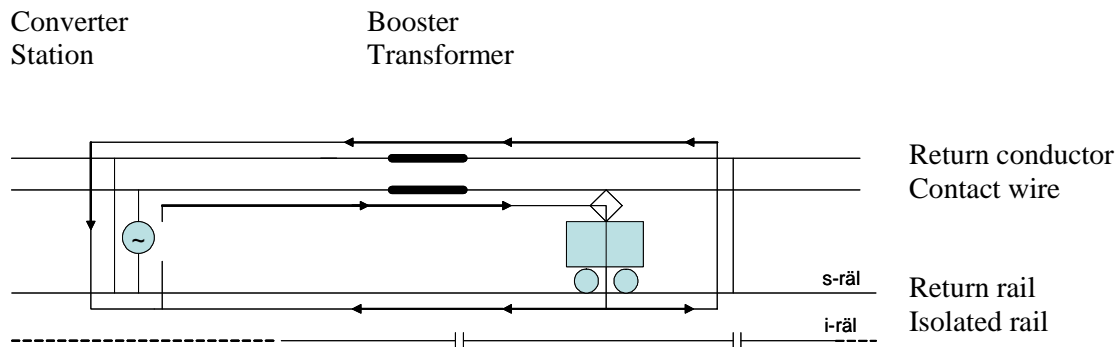 Converter
Station
Booster
Transformer
Return conductor
Contact wire
~
s-räl
Return rail
i-räl
Isolated rail